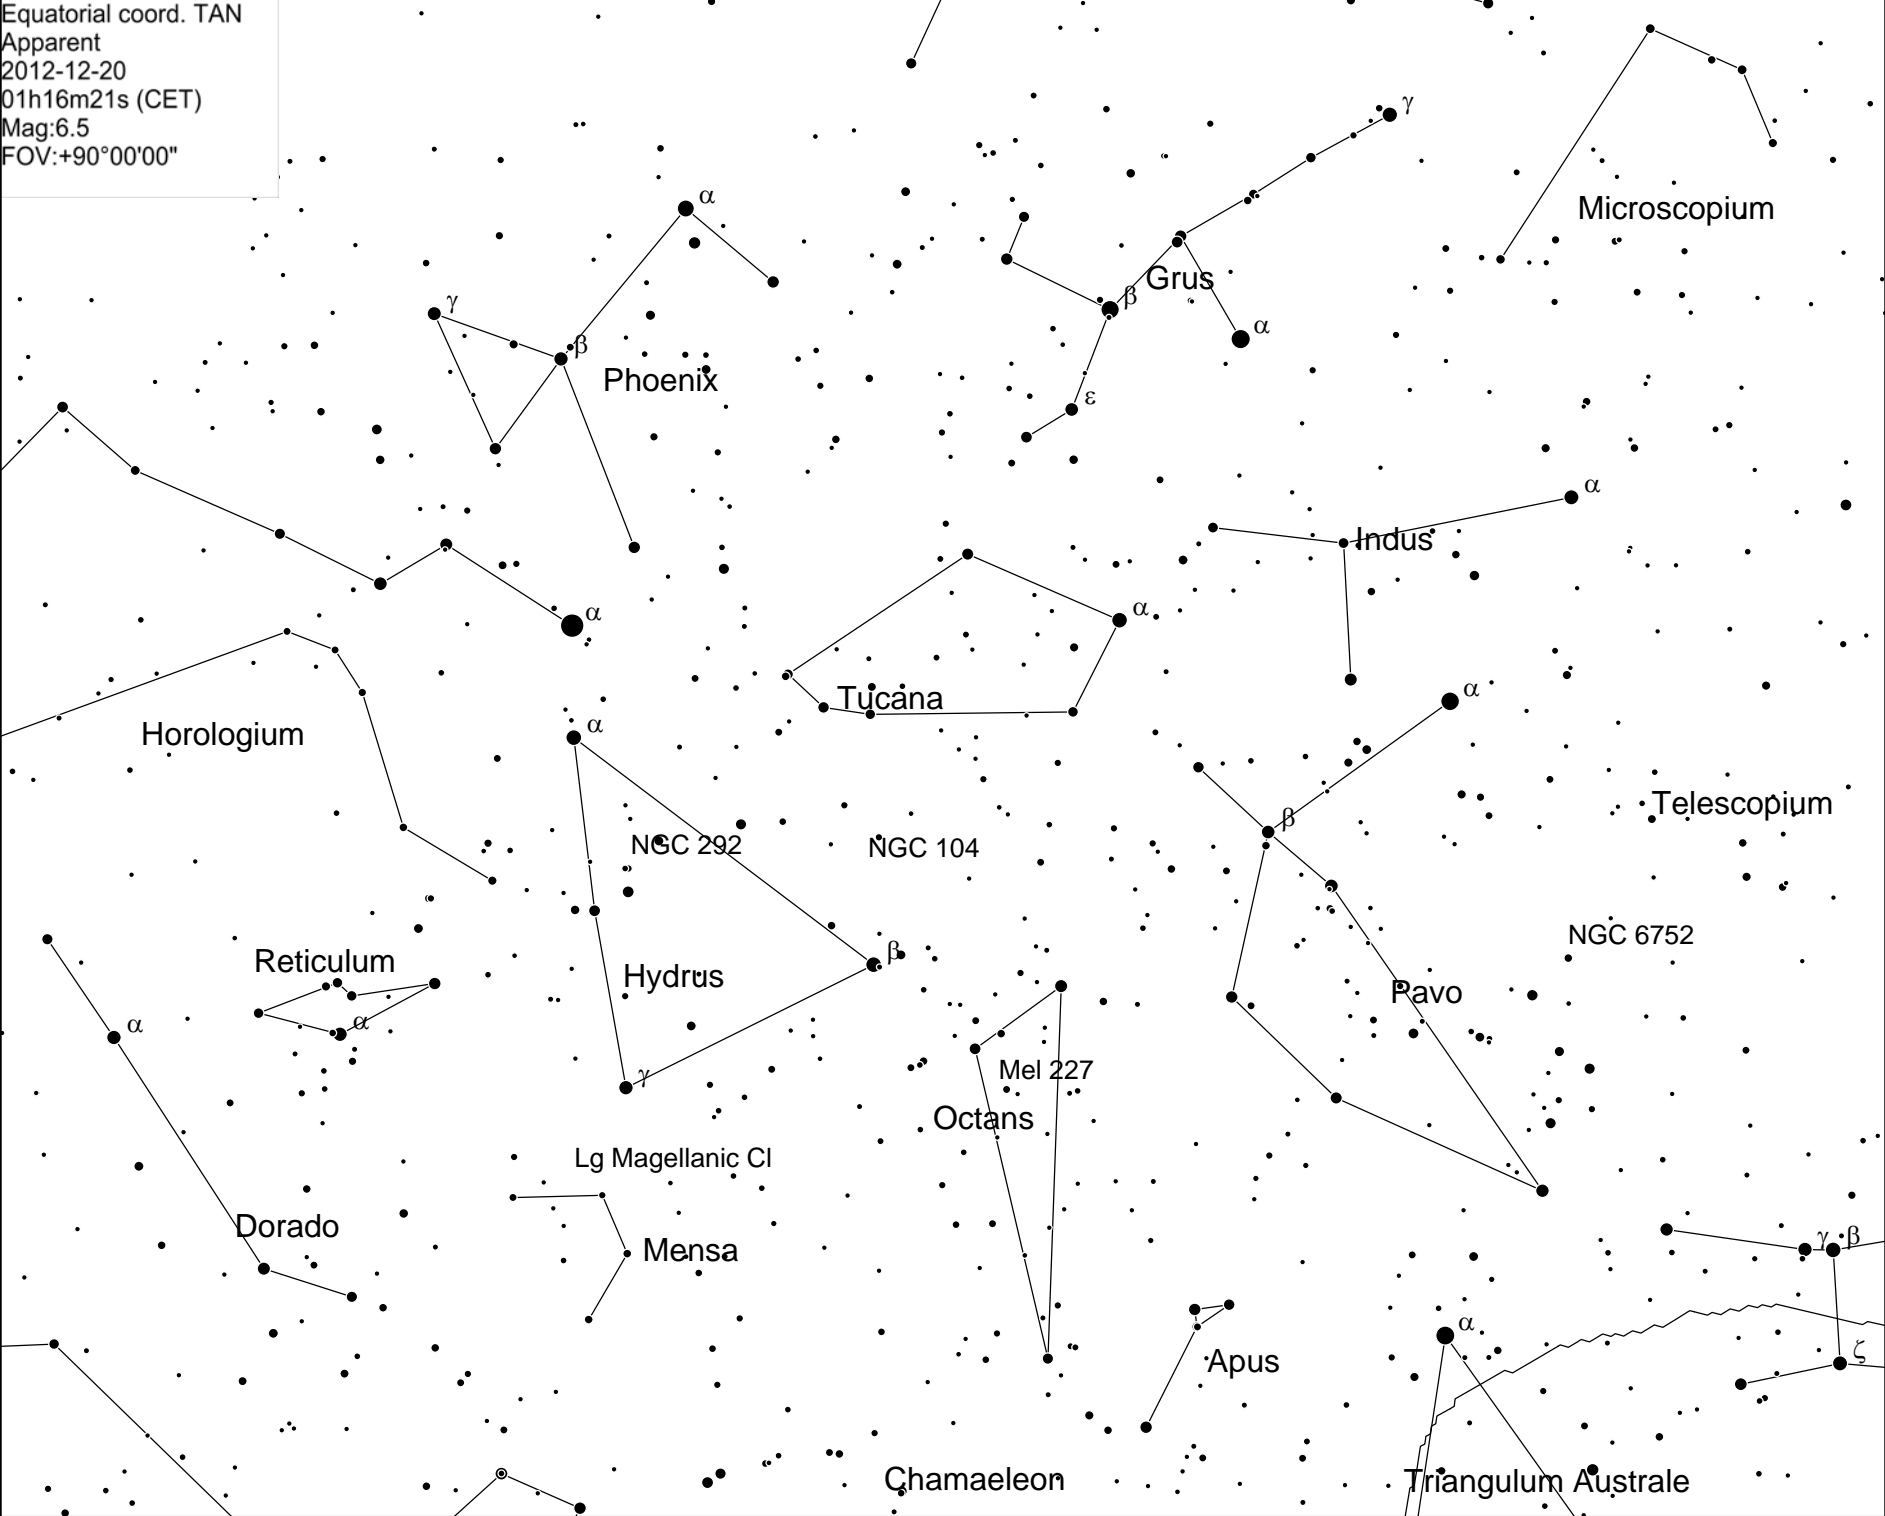 Equatorial coord. TAN
Apparent
2012-12-20
01h16m21s (CET)
Mag:6.5
FOV:+90°00'00"
γ
α
Microscopium
Grus
β
γ
α
β
Phoenix
ε
α
Indus
α
α
α
Tucana
α
Horologium
α
Telescopium
β
NGC 292
NGC 104
NGC 6752
β
Reticulum
Hydrus
Pavo
α
α
Mel 227
γ
Octans
Lg Magellanic Cl
Dorado
Mensa
γ
β
α
Apus
ζ
Chamaeleon
Triangulum Australe